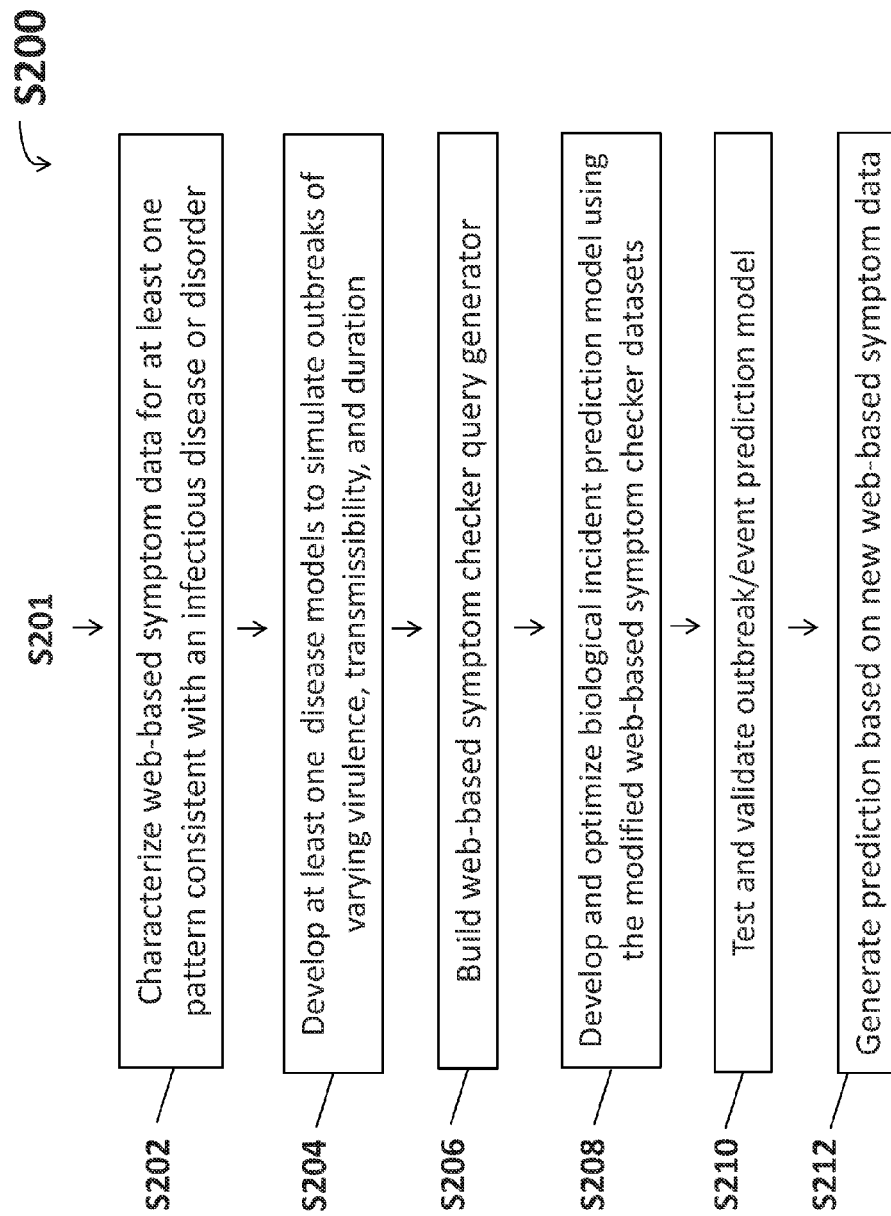 S200
S201
S202
Characterize web-based symptom data for at least one
pattern consistent with an infectious disease or disorder
S204
Develop at least one disease models to simulate outbreaks of
varying virulence, transmissibility, and duration
S206
Build web-based symptom checker query generator
S208
Develop and optimize biological incident prediction model using
the modified web-based symptom checker datasets
S210
Test and validate outbreak/event prediction model
S212
Generate prediction based on new web-based symptom data